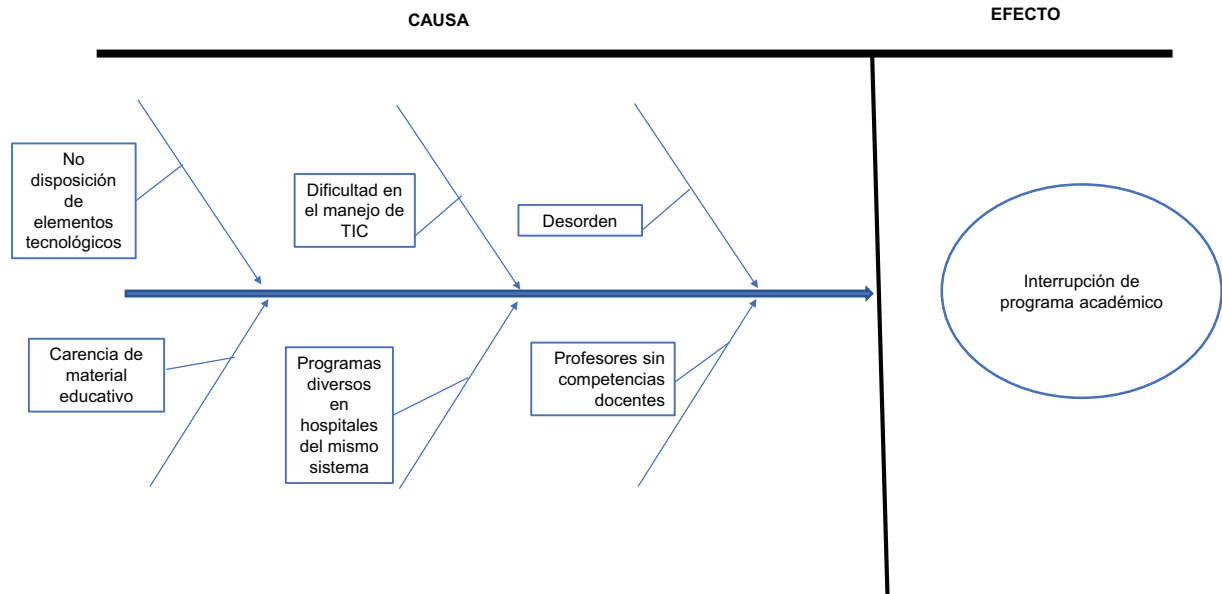 CAUSA
EFECTO
No
disposición
de
elementos
tecnológicos
Dificultad en
el manejo de
TIC
Desorden
Interrupción de
programa académico
Carencia de
material
educativo
Programas
diversos
en
hospitales
del mismo
sistema
Profesores sin
competencias
docentes